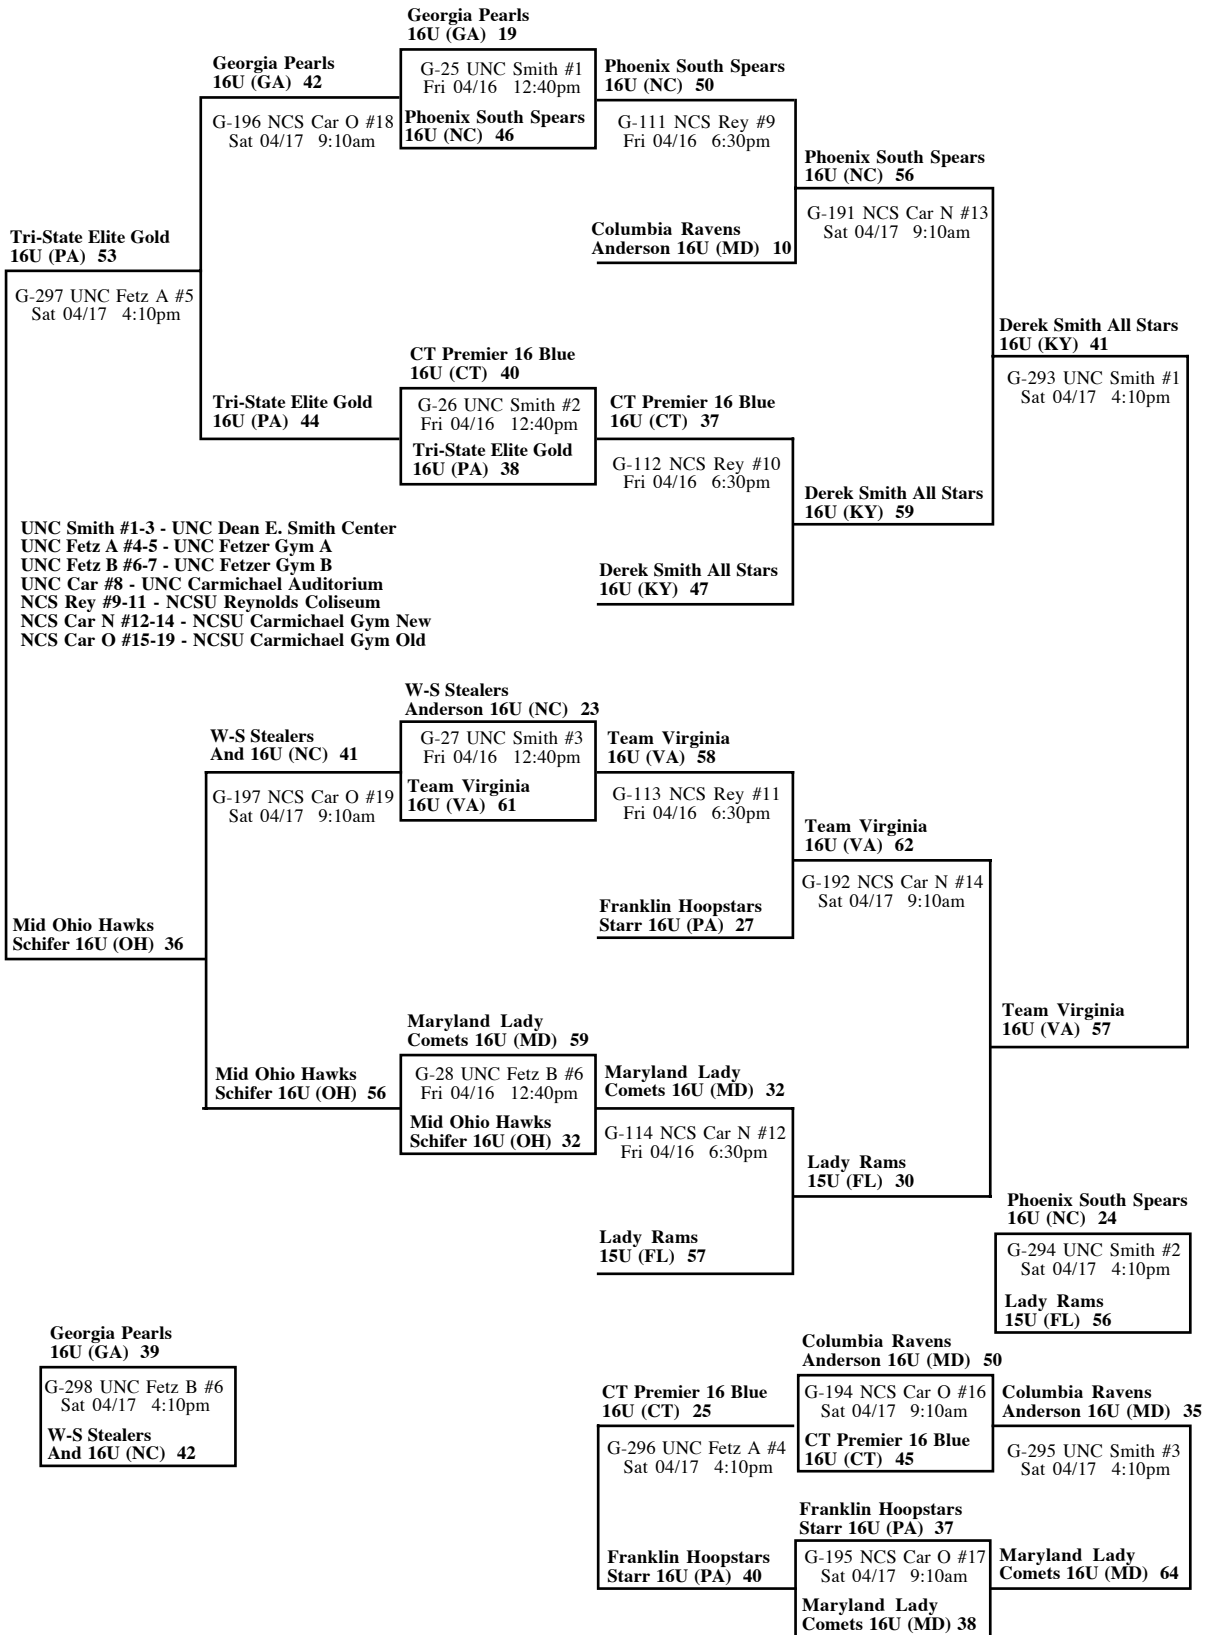 Georgia Pearls
16U (GA) 19
Georgia Pearls
16U (GA) 42
G-25 UNC Smith #1
Fri 04/16 12:40pm
Phoenix South Spears
16U (NC) 50
G-196 NCS Car O #18
Sat 04/17 9:10am
Phoenix South Spears
16U (NC) 46
G-111 NCS Rey #9
Fri 04/16 6:30pm
Phoenix South Spears
16U (NC) 56
Tri-State Elite Gold
16U (PA) 53
Columbia Ravens
Anderson 16U (MD) 10
G-191 NCS Car N #13
Sat 04/17 9:10am
G-297 UNC Fetz A #5
Sat 04/17 4:10pm
Derek Smith All Stars
16U (KY) 41
CT Premier 16 Blue
16U (CT) 40
G-293 UNC Smith #1
Sat 04/17 4:10pm
Tri-State Elite Gold
16U (PA) 44
G-26 UNC Smith #2
Fri 04/16 12:40pm
CT Premier 16 Blue
16U (CT) 37
Tri-State Elite Gold
16U (PA) 38
G-112 NCS Rey #10
Fri 04/16 6:30pm
Derek Smith All Stars
16U (KY) 59
UNC Smith #1-3 - UNC Dean E. Smith Center
UNC Fetz A #4-5 - UNC Fetzer Gym A
UNC Fetz B #6-7 - UNC Fetzer Gym B
UNC Car #8 - UNC Carmichael Auditorium
NCS Rey #9-11 - NCSU Reynolds Coliseum
NCS Car N #12-14 - NCSU Carmichael Gym New
NCS Car O #15-19 - NCSU Carmichael Gym Old
Derek Smith All Stars
16U (KY) 47
W-S Stealers
Anderson 16U (NC) 23
W-S Stealers
And 16U (NC) 41
G-27 UNC Smith #3
Fri 04/16 12:40pm
Team Virginia
16U (VA) 58
G-197 NCS Car O #19
Sat 04/17 9:10am
Team Virginia
16U (VA) 61
G-113 NCS Rey #11
Fri 04/16 6:30pm
Team Virginia
16U (VA) 62
G-192 NCS Car N #14
Sat 04/17 9:10am
Franklin Hoopstars
Starr 16U (PA) 27
Mid Ohio Hawks
Schifer 16U (OH) 36
Team Virginia
16U (VA) 57
Maryland Lady
Comets 16U (MD) 59
Mid Ohio Hawks
Schifer 16U (OH) 56
G-28 UNC Fetz B #6
Fri 04/16 12:40pm
Maryland Lady
Comets 16U (MD) 32
Mid Ohio Hawks
Schifer 16U (OH) 32
G-114 NCS Car N #12
Fri 04/16 6:30pm
Lady Rams
15U (FL) 30
Lady Rams
15U (FL) 57
Phoenix South Spears
16U (NC) 24
G-294 UNC Smith #2
Sat 04/17 4:10pm
Lady Rams
15U (FL) 56
Georgia Pearls
16U (GA) 39
G-298 UNC Fetz B #6
Sat 04/17 4:10pm
W-S Stealers
And 16U (NC) 42
Columbia Ravens
Anderson 16U (MD) 50
CT Premier 16 Blue
16U (CT) 25
G-194 NCS Car O #16
Sat 04/17 9:10am
Columbia Ravens
Anderson 16U (MD) 35
G-296 UNC Fetz A #4
Sat 04/17 4:10pm
CT Premier 16 Blue
16U (CT) 45
G-295 UNC Smith #3
Sat 04/17 4:10pm
Franklin Hoopstars
Starr 16U (PA) 37
Franklin Hoopstars
Starr 16U (PA) 40
G-195 NCS Car O #17
Sat 04/17 9:10am
Maryland Lady
Comets 16U (MD) 64
Maryland Lady
Comets 16U (MD) 38